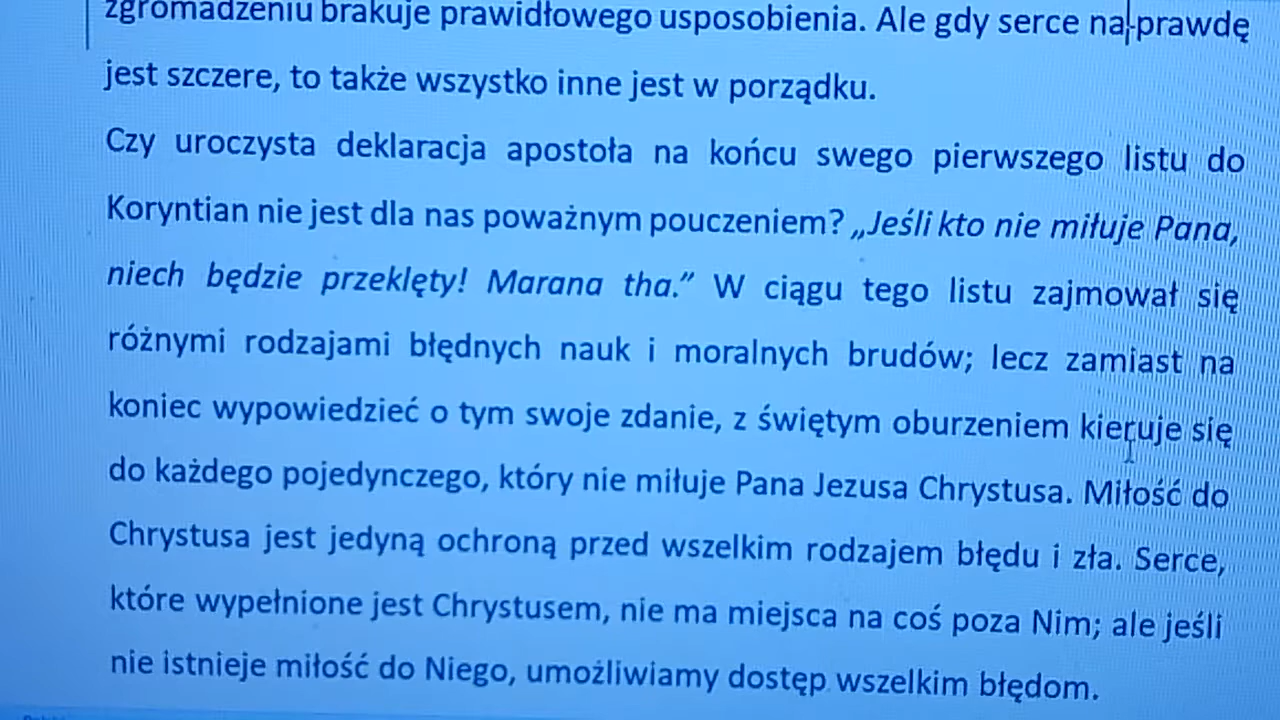 zgromadzeniu brakuje prawidłowego usposobienia. Ale gdy serce na-prawdę
jest szczere, to także wszystko inne jest w porządku.
Czy uroczysta deklaracja apostoła na końcu swego pierwszego listu do
Koryntian nie jest dla nas poważnym pouczeniem? „Jeśli kto nie miłuje Pana,
niech będzie przeklęty! Marana tha.” W ciągu tego listu zajmował się
różnymi rodzajami błędnych nauk i moralnych brudów; lecz zamiast na
koniec wypowiedzieć o tym swoje zdanie, z świętym oburzeniem kieruje się
do każdego pojedynczego, który nie miłuje Pana Jezusa Chrystusa. Miłość do
Chrystusa jest jedyną ochroną przed wszelkim rodzajem błędu i zła. Serce,
które wypełnione jest Chrystusem, nie ma miejsca na coś poza Nim; ale jeśli
nie istnieje miłość do Niego, umożliwiamy dostęp wszelkim błędom.